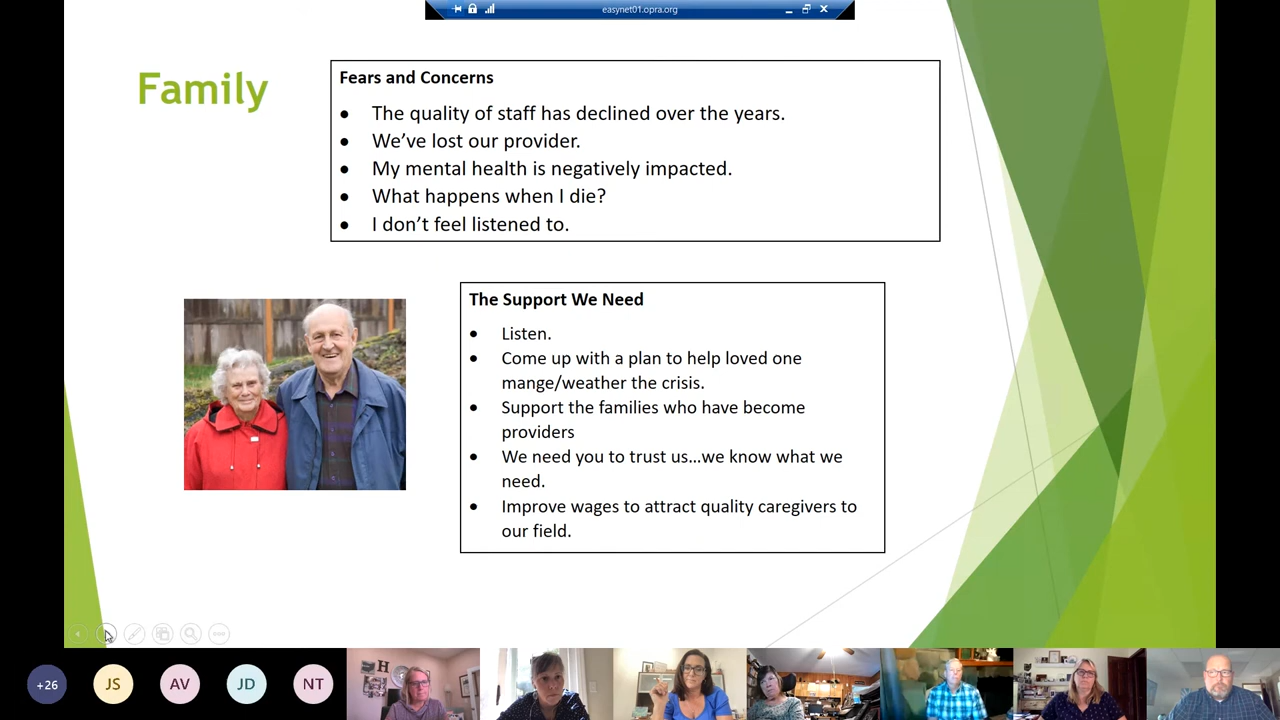 easynet01.opra.org
Family
Fears and Concerns
• The quality of staff has declined over the years.
• We’ve lost our provider.
• My mental health is negatively impacted.
• What happens when I die?
• I don’t feel listened to.
The Support We Need
• Listen.
• Come up with a plan to help loved one
mange/weather the crisis.
• Support the families who have become
providers
• We need you to trust us...we know what we
need.
• Improve wages to attract quality caregivers to
our field.
+26
JS
AV
JD
NT
H